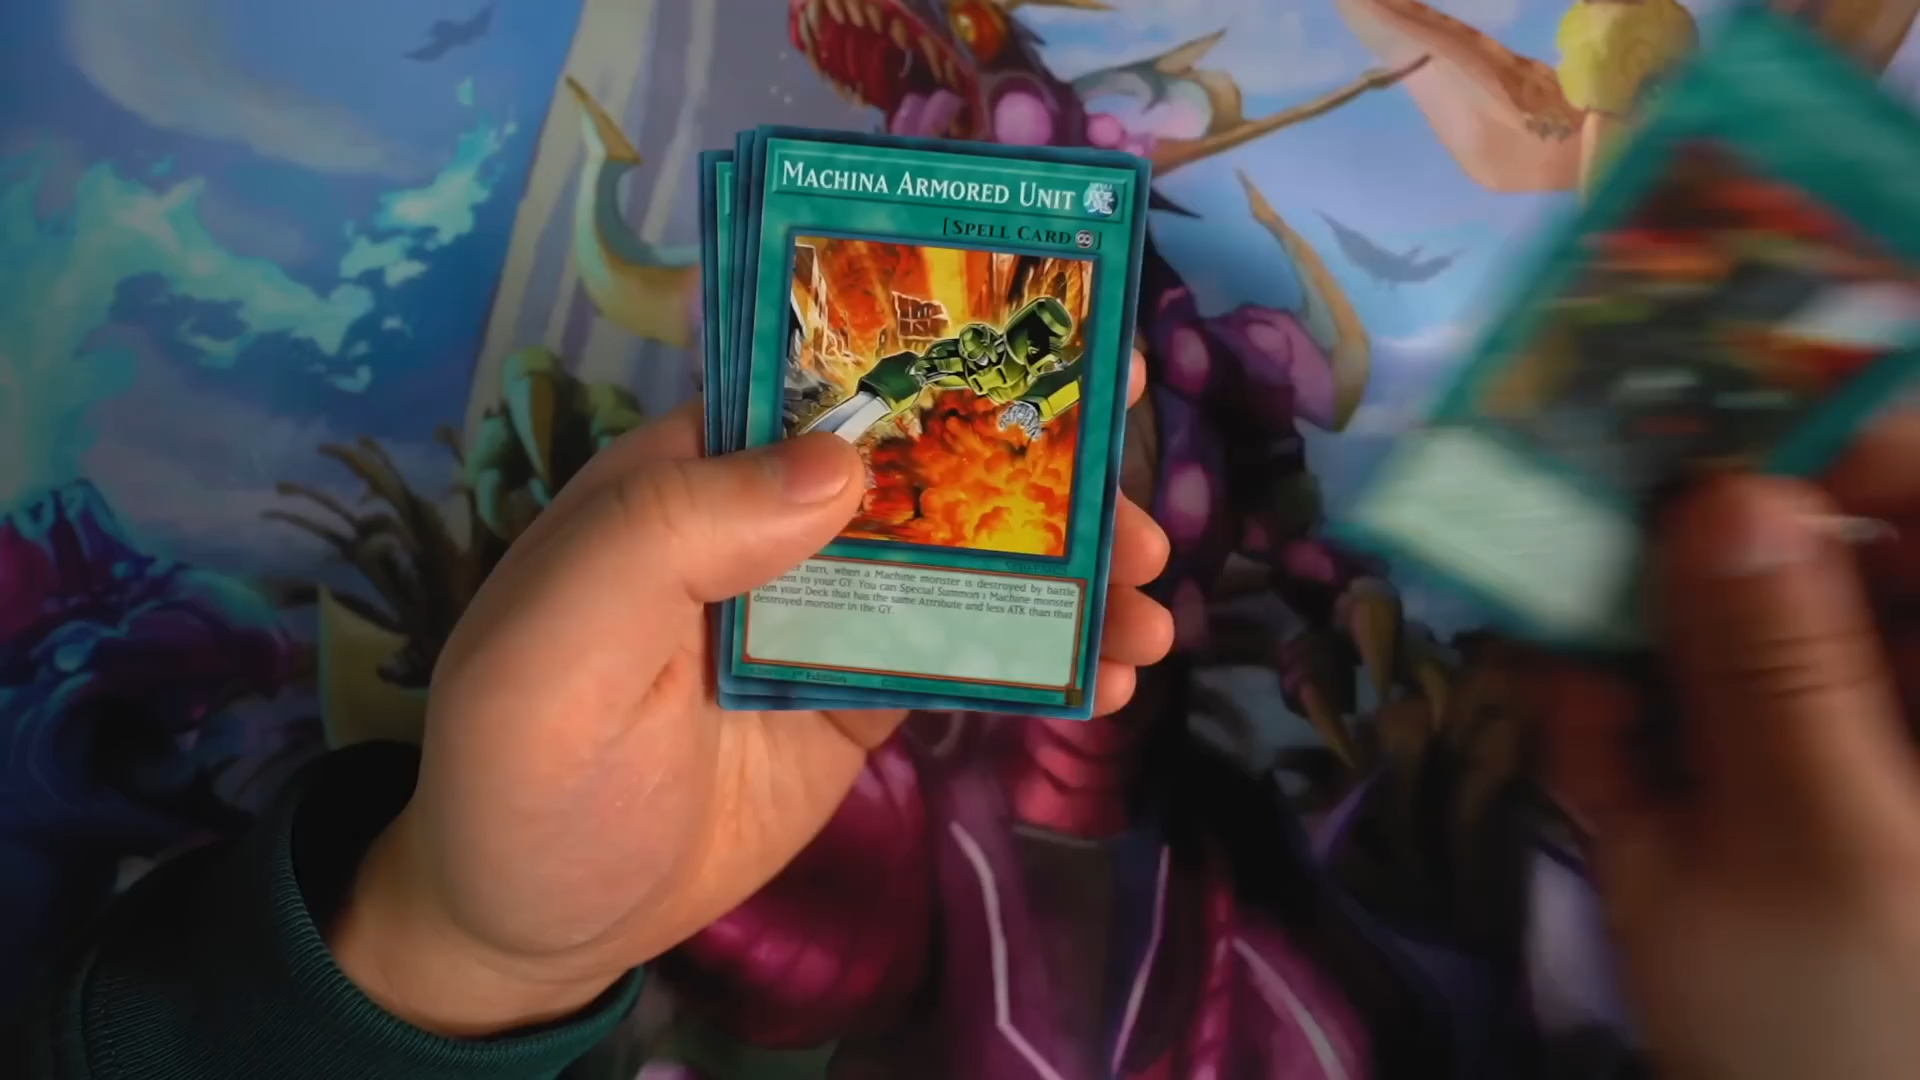 MACHINA ARMORED UNIT
[SPELL CARD]
turn, when a Machine monster is destroyed by battle
sent to your GY: You can Special Summon 1 Machine monster
from your Deck that has the same Attribute and less ATK than that
destroyed monster in the GY.
1st Edition